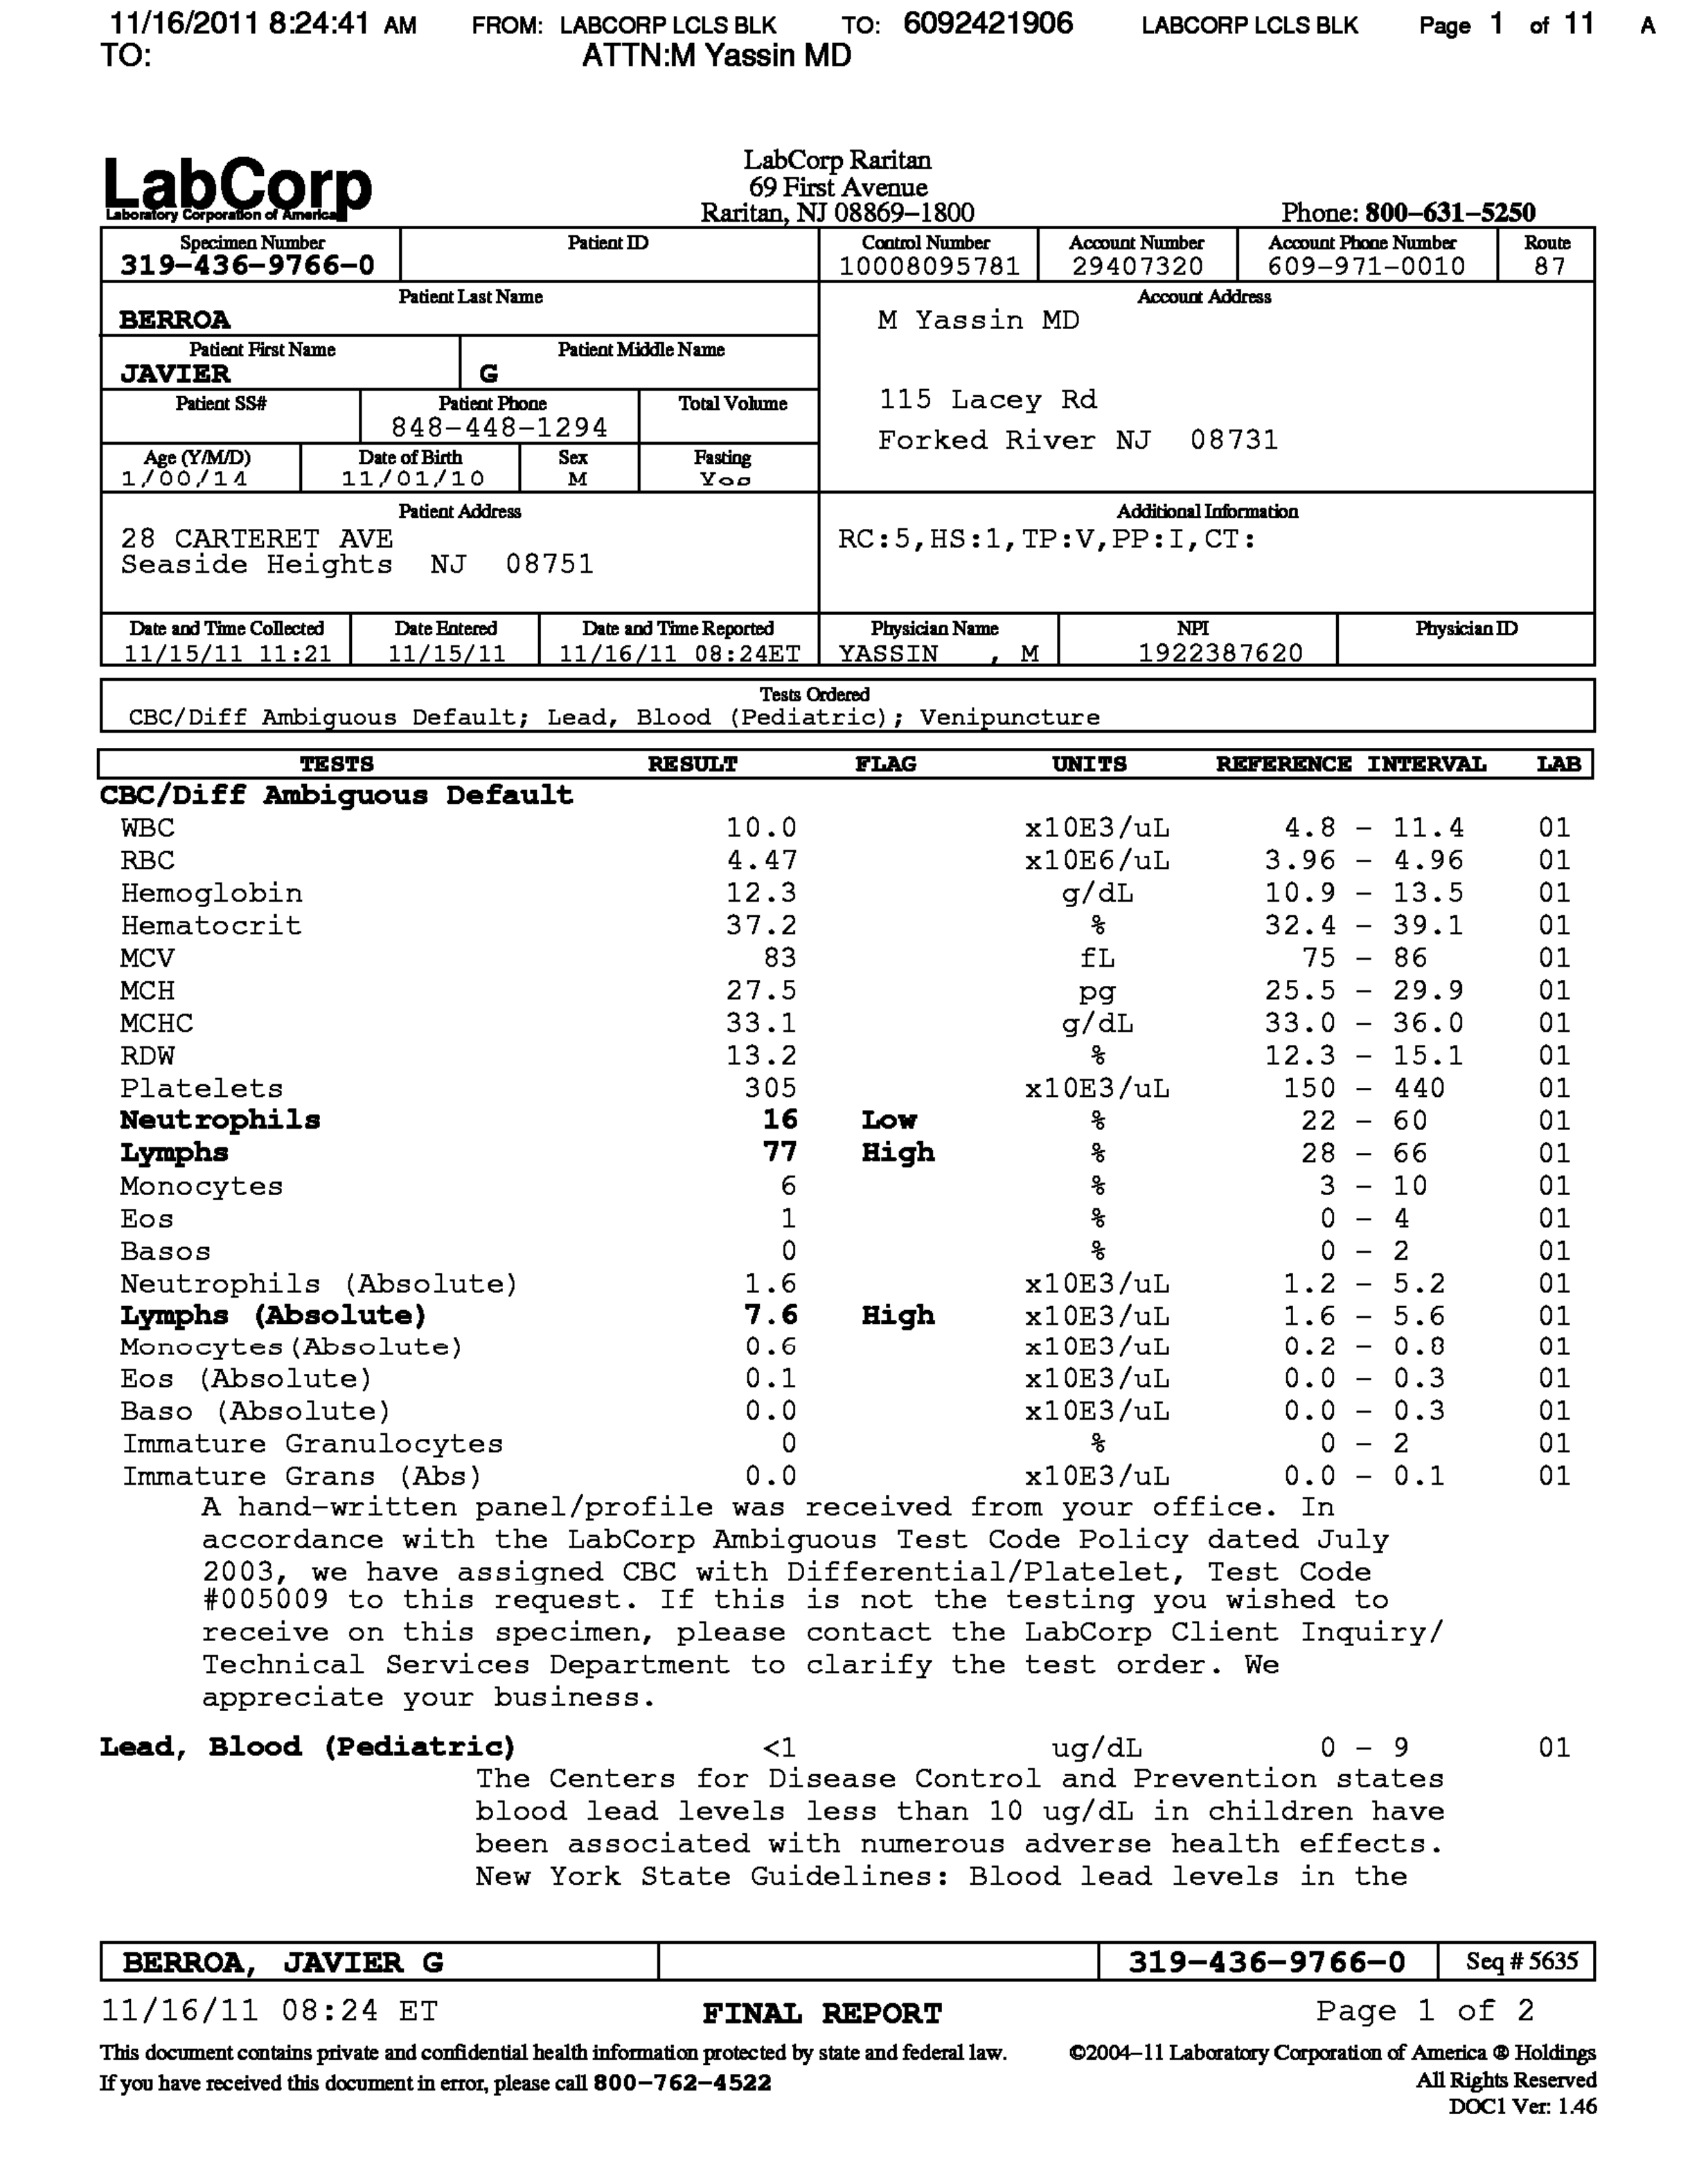 11/16/2011 8:24:41 AM FROM: LABCORP LCLS BLK TO: 6092421906 LABCORP LCLS BLK Page 1 of 11 A
TO: ATTN:M Yassin MD
LabCorp
Laboratory Corporation of America
LabCorp Raritan
69 First Avenue
Raritan, NJ 08869-1800 Phone: 800-631-5250
Specimen Number Patient ID Control Number Account Number Account Phone Number Route
319-436-9766-0 10008095781 29407320 609-971-0010 87
Patient Last Name Account Address
BERROA M Yassin MD
Patient First Name Patient Middle Name
JAVIER G
Patient SS# Patient Phone Total Volume 115 Lacey Rd
848-448-1294 Forked River NJ 08731
Age (Y/M/D) Date of Birth Sex Fasting
1/00/14 11/01/10 M Yes
Patient Address Additional Information
28 CARTERET AVE RC:5,HS:1,TP:V,PP:I,CT:
Seaside Heights NJ 08751
Date and Time Collected Date Entered Date and Time Reported Physician Name NPI Physician ID
11/15/11 11:21 11/15/11 11/16/11 08:24ET YASSIN , M 1922387620
Tests Ordered
CBC/Diff Ambiguous Default; Lead, Blood (Pediatric); Venipuncture
TESTS RESULT FLAG UNITS REFERENCE INTERVAL LAB
CBC/Diff Ambiguous Default
WBC 10.0 x10E3/uL 4.8 - 11.4 01
RBC 4.47 x10E6/uL 3.96 - 4.96 01
Hemoglobin 12.3 g/dL 10.9 - 13.5 01
Hematocrit 37.2 % 32.4 - 39.1 01
MCV 83 fL 75 - 86 01
MCH 27.5 pg 25.5 - 29.9 01
MCHC 33.1 g/dL 33.0 - 36.0 01
RDW 13.2 % 12.3 - 15.1 01
Platelets 305 x10E3/uL 150 - 440 01
Neutrophils 16 Low % 22 - 60 01
Lymphs 77 High % 28 - 66 01
Monocytes 6 % 3 - 10 01
Eos 1 % 0 - 4 01
Basos 0 % 0 - 2 01
Neutrophils (Absolute) 1.6 x10E3/uL 1.2 - 5.2 01
Lymphs (Absolute) 7.6 High x10E3/uL 1.6 - 5.6 01
Monocytes(Absolute) 0.6 x10E3/uL 0.2 - 0.8 01
Eos (Absolute) 0.1 x10E3/uL 0.0 - 0.3 01
Baso (Absolute) 0.0 x10E3/uL 0.0 - 0.3 01
Immature Granulocytes 0 % 0 - 2 01
Immature Grans (Abs) 0.0 x10E3/uL 0.0 - 0.1 01
A hand-written panel/profile was received from your office. In
accordance with the LabCorp Ambiguous Test Code Policy dated July
2003, we have assigned CBC with Differential/Platelet, Test Code
#005009 to this request. If this is not the testing you wished to
receive on this specimen, please contact the LabCorp Client Inquiry/
Technical Services Department to clarify the test order. We
appreciate your business.
Lead, Blood (Pediatric) <1 ug/dL 0 - 9 01
The Centers for Disease Control and Prevention states
blood lead levels less than 10 ug/dL in children have
been associated with numerous adverse health effects.
New York State Guidelines: Blood lead levels in the
BERROA, JAVIER G 319-436-9766-0 Seq # 5635
11/16/11 08:24 ET FINAL REPORT Page 1 of 2
This document contains private and confidential health information protected by state and federal law. ©2004-11 Laboratory Corporation of America ® Holdings
If you have received this document in error, please call 800-762-4522 All Rights Reserved
DOC1 Ver: 1.46